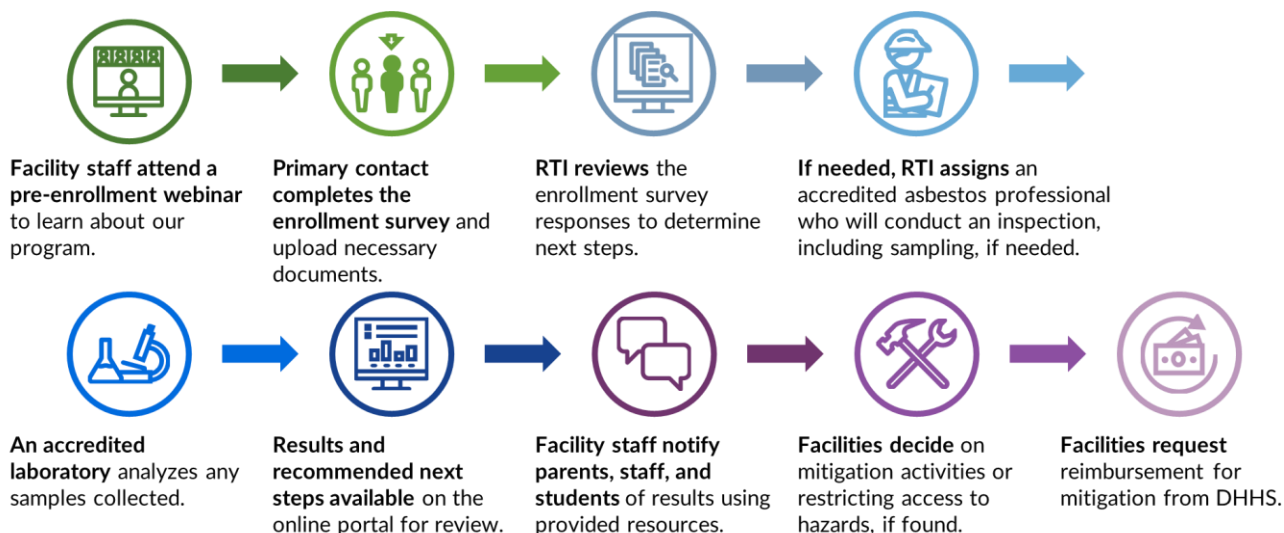 Facility staff attend a
pre-enrollment webinar
to learn about our
program.
Primary contact
completes the
enrollment survey and
upload necessary
documents.
RTI reviews the
enrollment survey
responses to determine
next steps.
If needed, RTI assigns an
accredited asbestos professional
who will conduct an inspection,
including sampling, if needed.
An accredited
laboratory analyzes any
samples collected.
Results and
recommended next
steps available on the
online portal for review.
Facility staff notify
parents, staff, and
students of results using
provided resources.
Facilities decide on
mitigation activities or
restricting access to
hazards, if found.
Facilities request
reimbursement for
mitigation from DHHS.